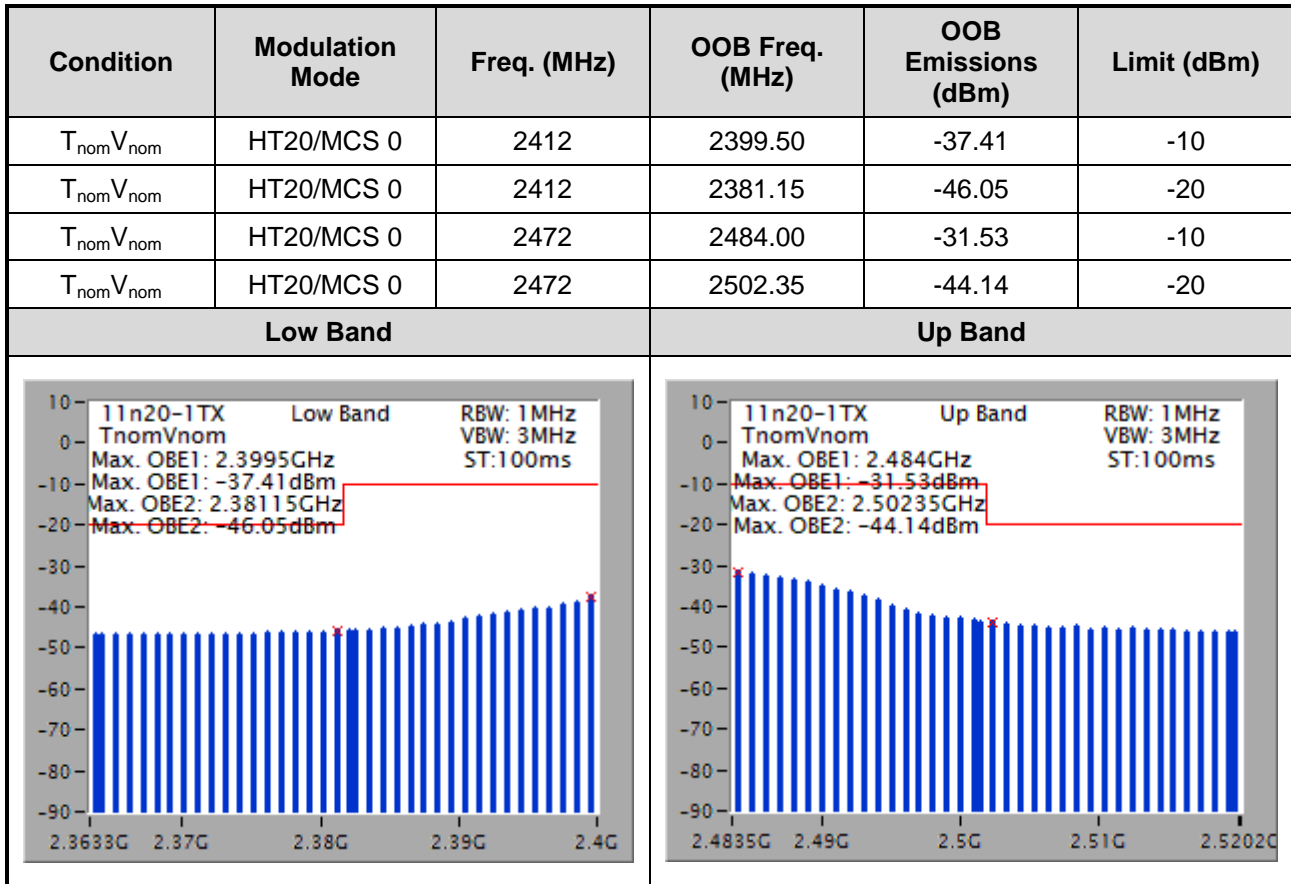 Condition Modulation Mode Freq. (MHz) OOB Freq. (MHz) OOB Emissions (dBm) Limit (dBm)
TnomVnom HT20/MCS 0 2412 2399.50 -37.41 -10
TnomVnom HT20/MCS 0 2412 2381.15 -46.05 -20
TnomVnom HT20/MCS 0 2472 2484.00 -31.53 -10
TnomVnom HT20/MCS 0 2472 2502.35 -44.14 -20
Low Band Up Band
11n20-1TX Low Band RBW: 1MHz
TnomVnom VBW: 3MHz
Max. OBE1: 2.3995GHz ST:100ms
Max. OBE1: -37.41dBm
Max. OBE2: 2.38115GHz
Max. OBE2: -46.05dBm
10
0
-10
-20
-30
-40
-50
-60
-70
-80
-90
2.3633G 2.37G 2.38G 2.39G 2.4G
11n20-1TX Up Band RBW: 1MHz
TnomVnom VBW: 3MHz
Max. OBE1: 2.484GHz ST:100ms
Max. OBE1: -31.53dBm
Max. OBE2: 2.50235GHz
Max. OBE2: -44.14dBm
10
0
-10
-20
-30
-40
-50
-60
-70
-80
-90
2.4835G 2.49G 2.5G 2.51G 2.5202G